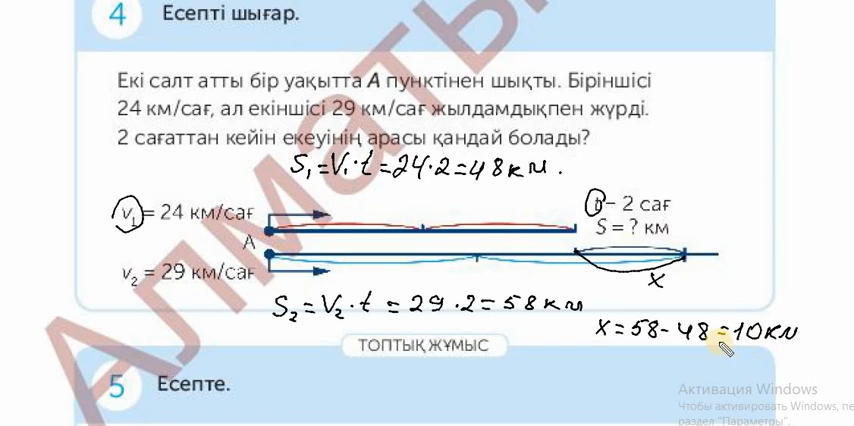 4 Есепті шығар.
Екі салт атты бір уақытта А пунктінен шықты. Біріншісі
24 км/сағ, ал екіншісі 29 км/сағ жылдамдықпен жүрді.
2 сағаттан кейін екеуінің арасы қандай болады?
S₁=V₁·t=24·2=48км.
v₁ = 24 км/сағ
t – 2 сағ
S = ? км
А
v₂ = 29 км/сағ
x
S₂=V₂·t=29·2=58км
x=58-48=10км
ТОПТЫҚ ЖҰМЫС
5 Есепте.
Алматы
Активация Windows
Чтобы активировать Windows, пе
раздел "Параметры".